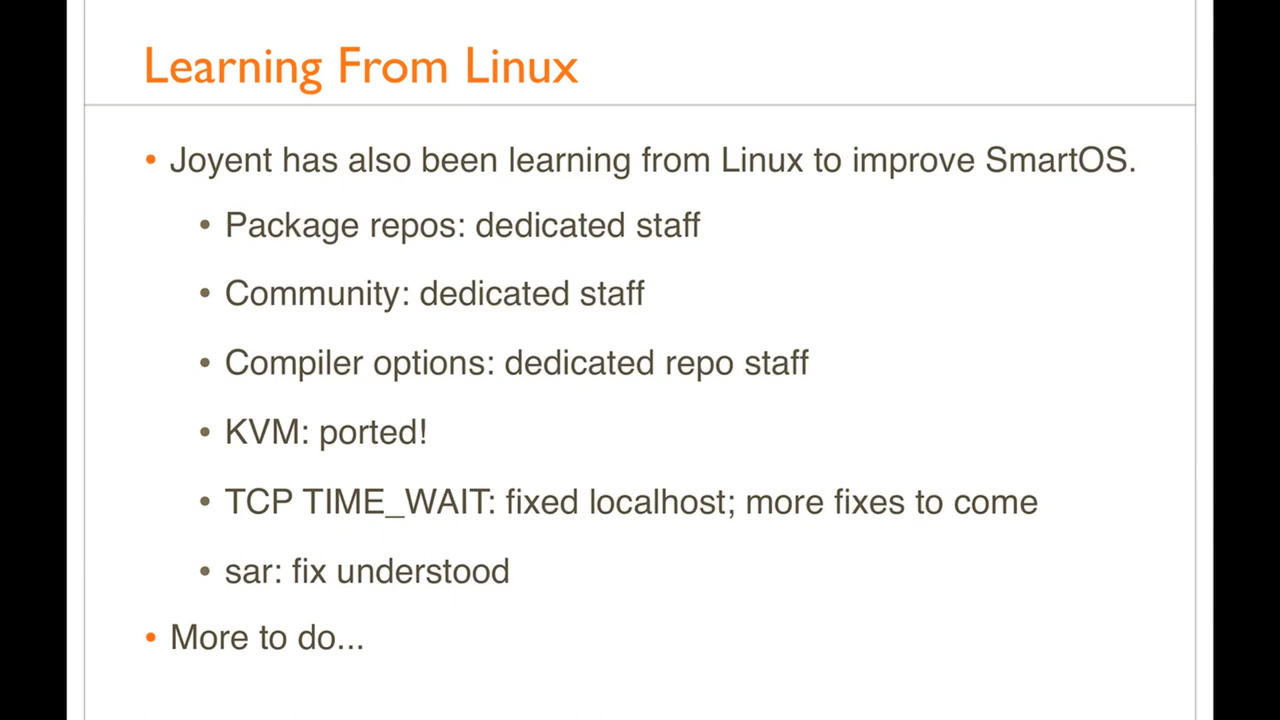 Learning From Linux
• Joyent has also been learning from Linux to improve SmartOS.
• Package repos: dedicated staff
• Community: dedicated staff
• Compiler options: dedicated repo staff
• KVM: ported!
• TCP TIME_WAIT: fixed localhost; more fixes to come
• sar: fix understood
• More to do...